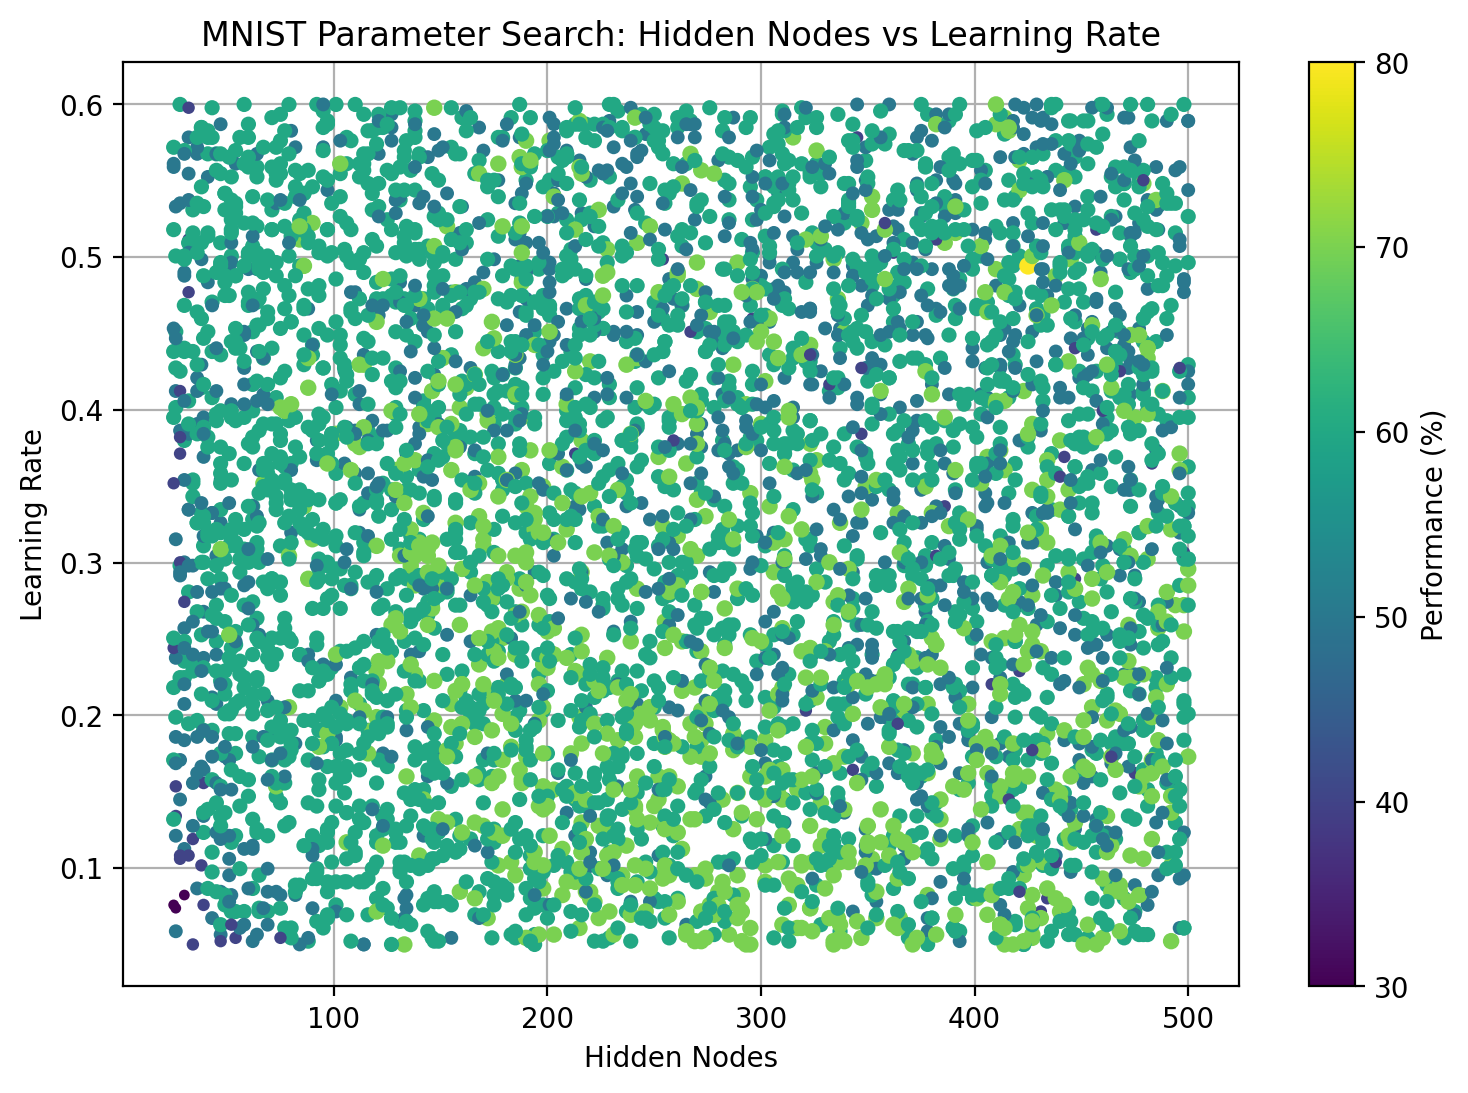 MNIST Parameter Search: Hidden Nodes vs Learning Rate
0.6
0.5
0.4
0.3
0.2
0.1
Learning Rate
100 200 300 400 500
Hidden Nodes
80
70
60
50
40
30
Performance (%)